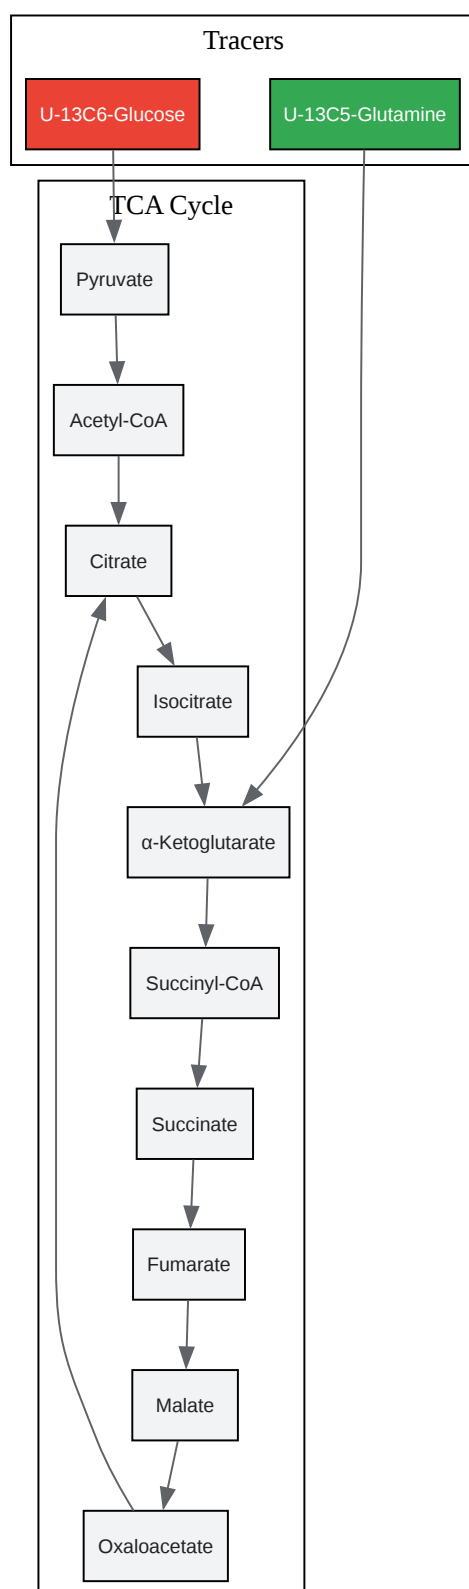 Tracers
U-13C6-Glucose
U-13C5-Glutamine
TCA Cycle
Pyruvate
Acetyl-CoA
Citrate
Isocitrate
α-Ketoglutarate
Succinyl-CoA
Succinate
Fumarate
Malate
Oxaloacetate